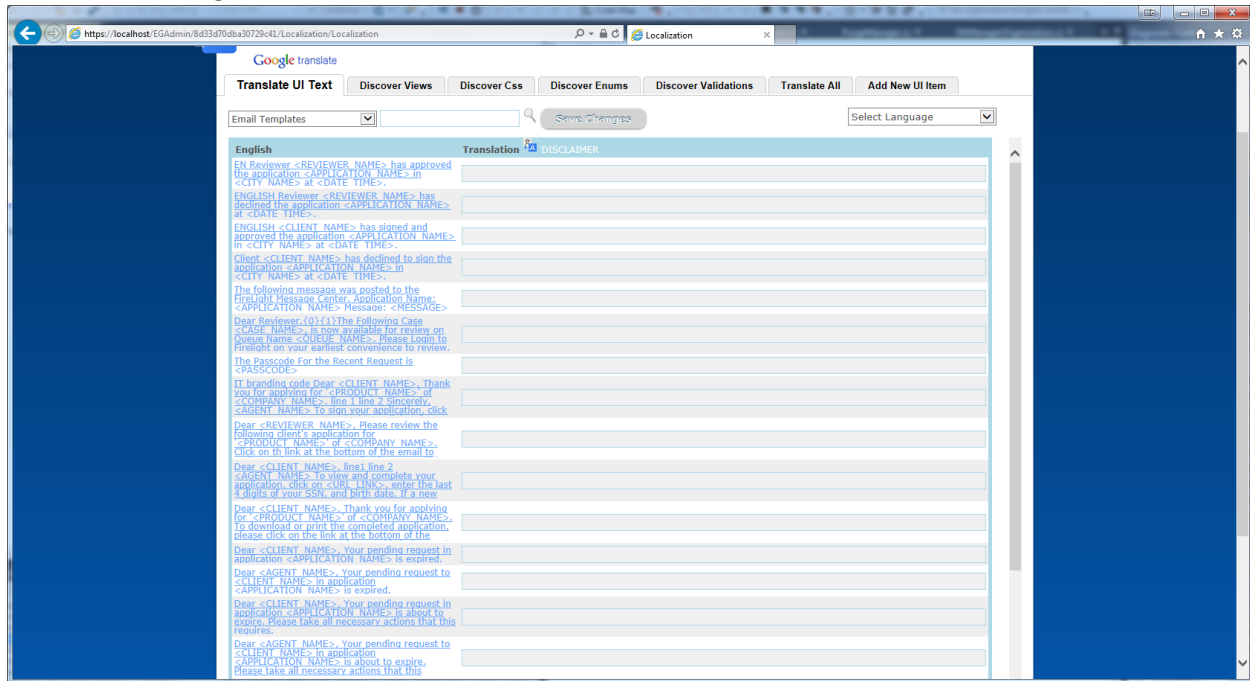 https://localhost/EGAdmin/8d33d70dba30729c41/Localization/Localization
Localization
Google translate
Translate UI Text
Discover Views
Discover Css
Discover Enums
Discover Validations
Translate All
Add New UI Item
Email Templates
Save Changes
Select Language
English
Translation
DISCLAIMER
EN Reviewer <REVIEWER_NAME> has approved
the application <APPLICATION_NAME> in
<CITY_NAME> at <DATE_TIME>.
ENGLISH Reviewer <REVIEWER_NAME> has
declined the application <APPLICATION_NAME>
at <DATE_TIME>.
ENGLISH <CLIENT_NAME> has signed and
approved the application <APPLICATION_NAME>
in <CITY_NAME> at <DATE_TIME>.
Client <CLIENT_NAME> has declined to sign the
application <APPLICATION_NAME> in
<CITY_NAME> at <DATE_TIME>.
The following message was posted to the
FireLight Message Center. Application Name:
<APPLICATION_NAME> Message: <MESSAGE>
Dear Reviewer,{0}{1}The Following Case
<CASE_NAME>, is now available for review on
Queue Name <QUEUE_NAME>. Please Login to
Firelight on your earliest convenience to review.
The Passcode For the Recent Request is
<PASSCODE>
IT branding code Dear <CLIENT_NAME>, Thank
you for applying for '<PRODUCT_NAME>' of
<COMPANY_NAME>. line 1 line 2 Sincerely,
<AGENT_NAME> To sign your application, click
Dear <REVIEWER_NAME>, Please review the
following client's application for
'<PRODUCT_NAME>' of <COMPANY_NAME>.
Click on th link at the bottom of the email to
Dear <CLIENT_NAME>, line1 line 2
<AGENT_NAME> To view and complete your
application, click on <URL_LINK>, enter the last
4 digits of your SSN, and birth date. If a new
Dear <CLIENT_NAME>, Thank you for applying
for '<PRODUCT_NAME>' of <COMPANY_NAME>.
To download or print the completed application,
please click on the link at the bottom of the
Dear <CLIENT_NAME>, Your pending request in
application <APPLICATION_NAME> is expired.
Dear <AGENT_NAME>, Your pending request to
<CLIENT_NAME> in application
<APPLICATION_NAME> is expired.
Dear <CLIENT_NAME>, Your pending request in
application <APPLICATION_NAME> is about to
expire. Please take all necessary actions that this
requires.
Dear <AGENT_NAME>, Your pending request to
<CLIENT_NAME> in application
<APPLICATION_NAME> is about to expire.
Please take all necessary actions that this